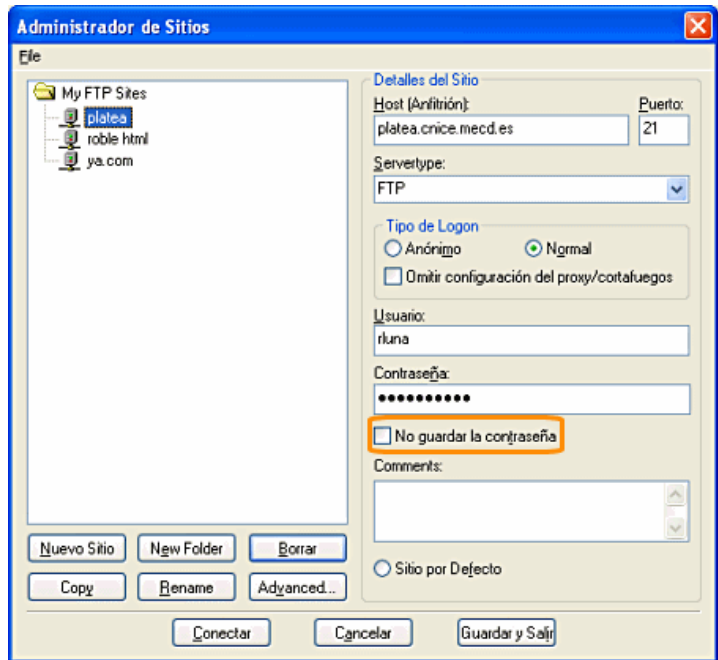 Administrador de Sitios
File
My FTP Sites
platea
roble html
ya.com
Nuevo Sitio New Folder Borrar
Copy Rename Advanced...
Detalles del Sitio
Host (Anfitrión): Puerto:
platea.cnice.mecd.es 21
Servertype:
FTP
Tipo de Logon
Anónimo Normal
Omitir configuración del proxy/cortafuegos
Usuario:
rluna
Contraseña:
●●●●●●●●●●
No guardar la contraseña
Comments:
Sitio por Defecto
Conectar Cancelar Guardar y Salir